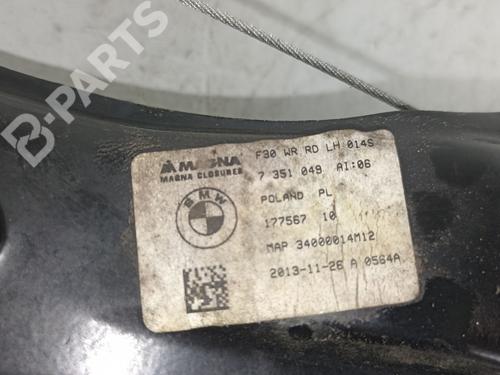 B-PARTS
MAGNA
MAGNA CLOSURES
F30 WR RD LH 014S
7 351 049 AI:06
BMW
POLAND PL
177567 10
MAP 34000014M12
2013-11-26 A 0564A